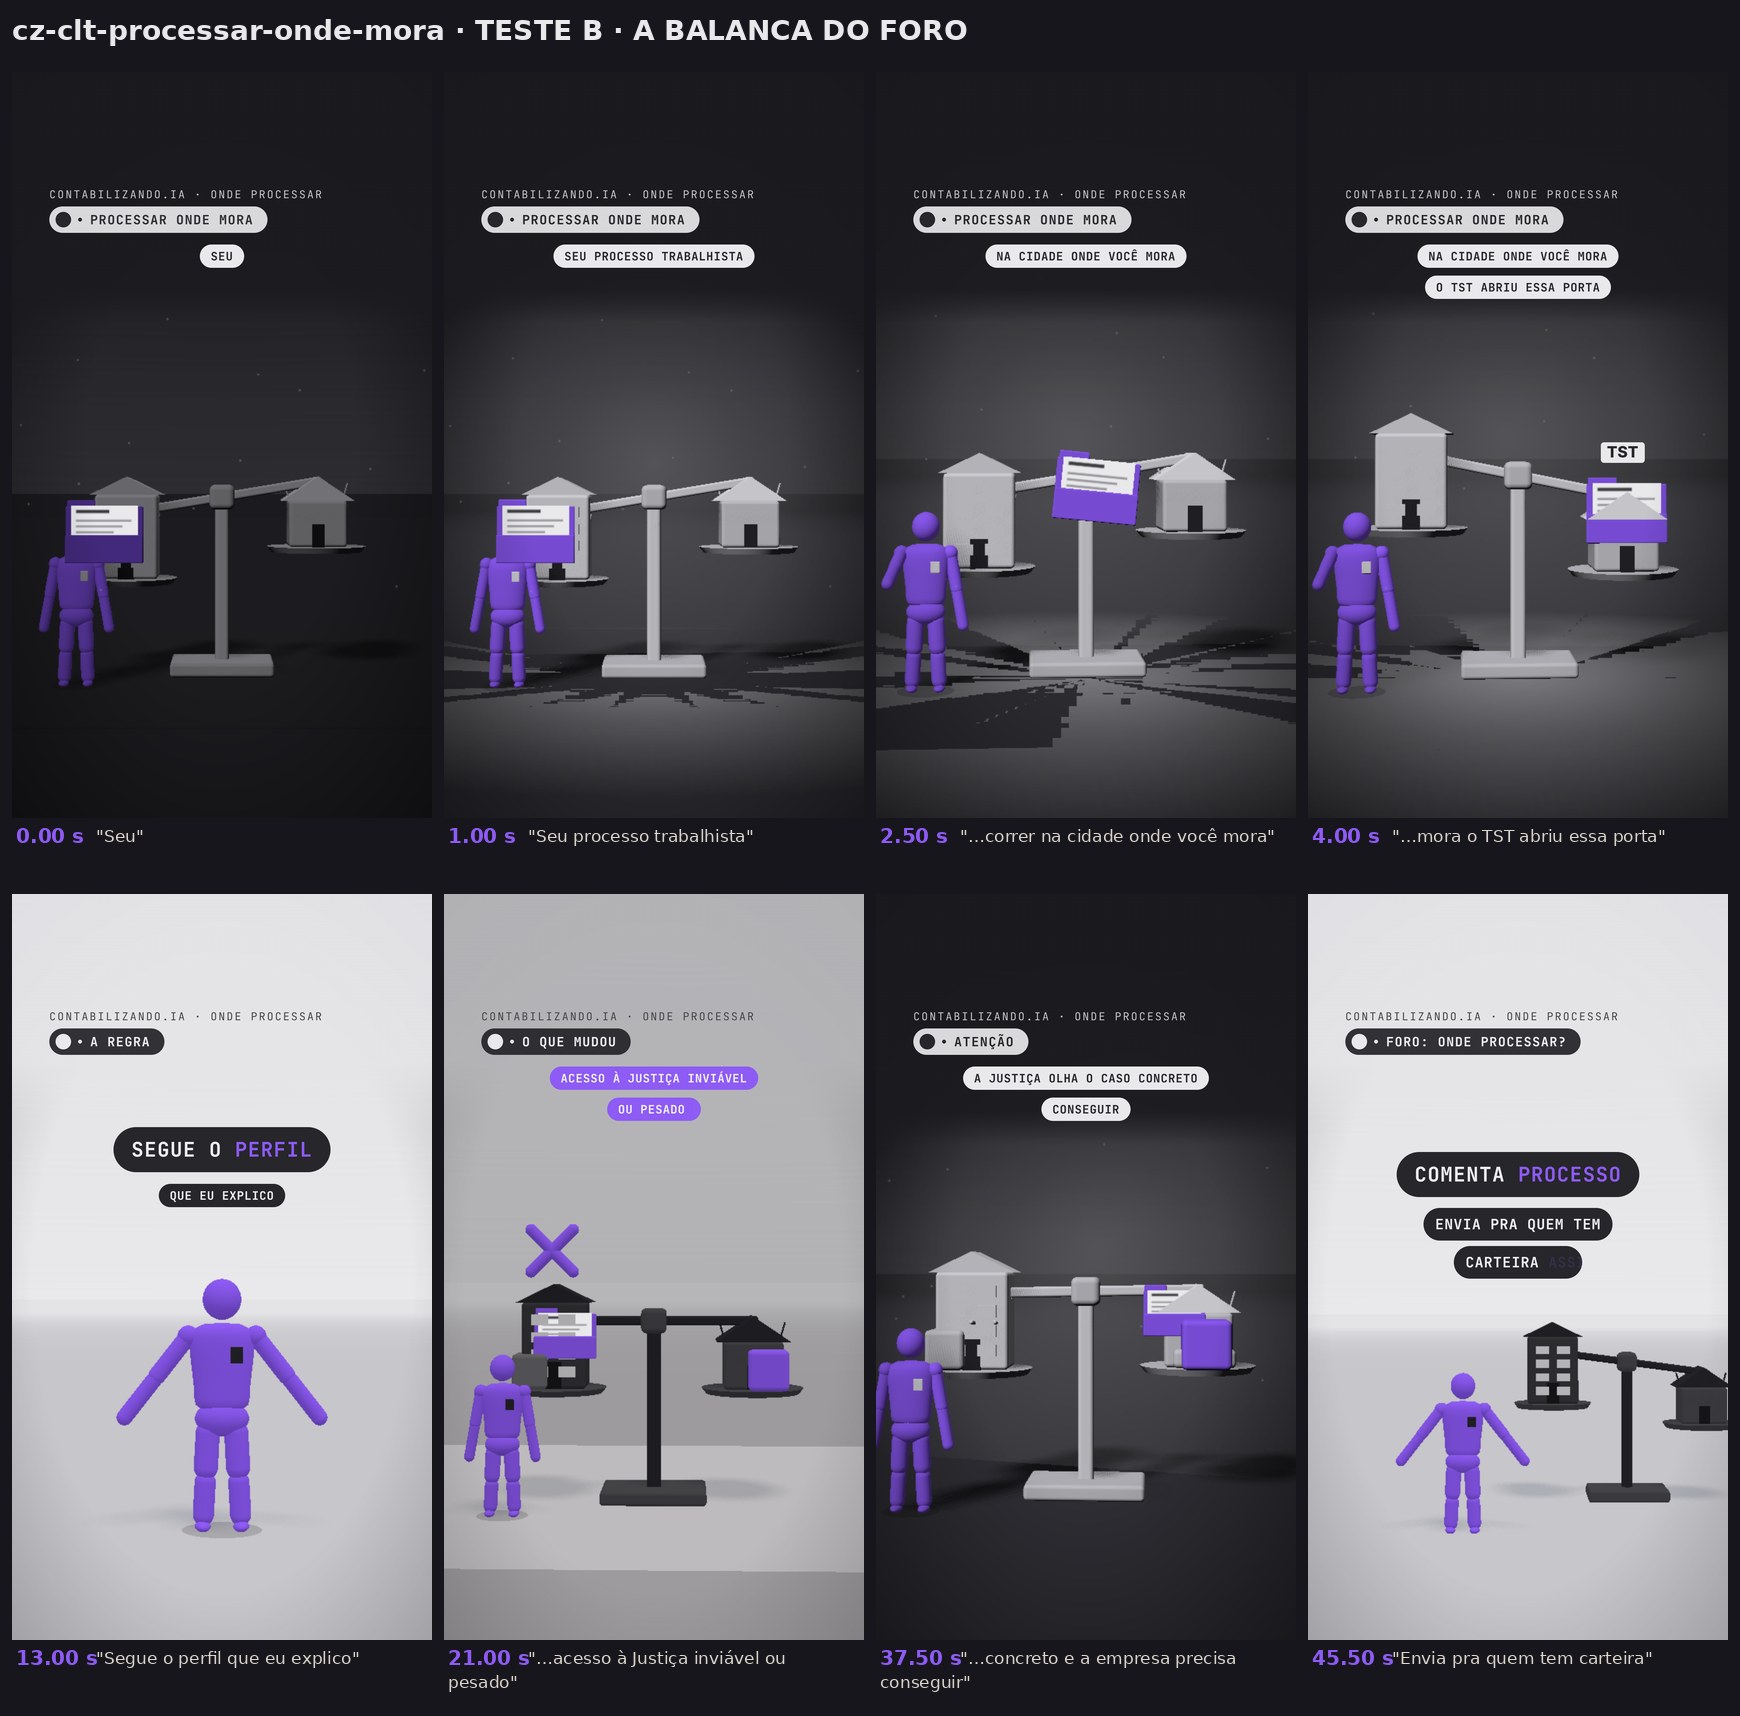 cz-clt-processar-onde-mora · TESTE B · A BALANCA DO FORO
CONTABILIZANDO.IA · ONDE PROCESSAR
• PROCESSAR ONDE MORA
SEU
0.00 s "Seu"
CONTABILIZANDO.IA · ONDE PROCESSAR
• PROCESSAR ONDE MORA
SEU PROCESSO TRABALHISTA
1.00 s "Seu processo trabalhista"
CONTABILIZANDO.IA · ONDE PROCESSAR
• PROCESSAR ONDE MORA
NA CIDADE ONDE VOCÊ MORA
2.50 s "...correr na cidade onde você mora"
CONTABILIZANDO.IA · ONDE PROCESSAR
• PROCESSAR ONDE MORA
NA CIDADE ONDE VOCÊ MORA
O TST ABRIU ESSA PORTA
TST
4.00 s "...mora o TST abriu essa porta"
CONTABILIZANDO.IA · ONDE PROCESSAR
• A REGRA
SEGUE O PERFIL
QUE EU EXPLICO
13.00 s "Segue o perfil que eu explico"
CONTABILIZANDO.IA · ONDE PROCESSAR
• O QUE MUDOU
ACESSO À JUSTIÇA INVIÁVEL
OU PESADO
21.00 s "...acesso à Justiça inviável ou
pesado"
CONTABILIZANDO.IA · ONDE PROCESSAR
• ATENÇÃO
A JUSTIÇA OLHA O CASO CONCRETO
CONSEGUIR
37.50 s "...concreto e a empresa precisa
conseguir"
CONTABILIZANDO.IA · ONDE PROCESSAR
• FORO: ONDE PROCESSAR?
COMENTA PROCESSO
ENVIA PRA QUEM TEM
CARTEIRA ASS
45.50 s "Envia pra quem tem carteira"